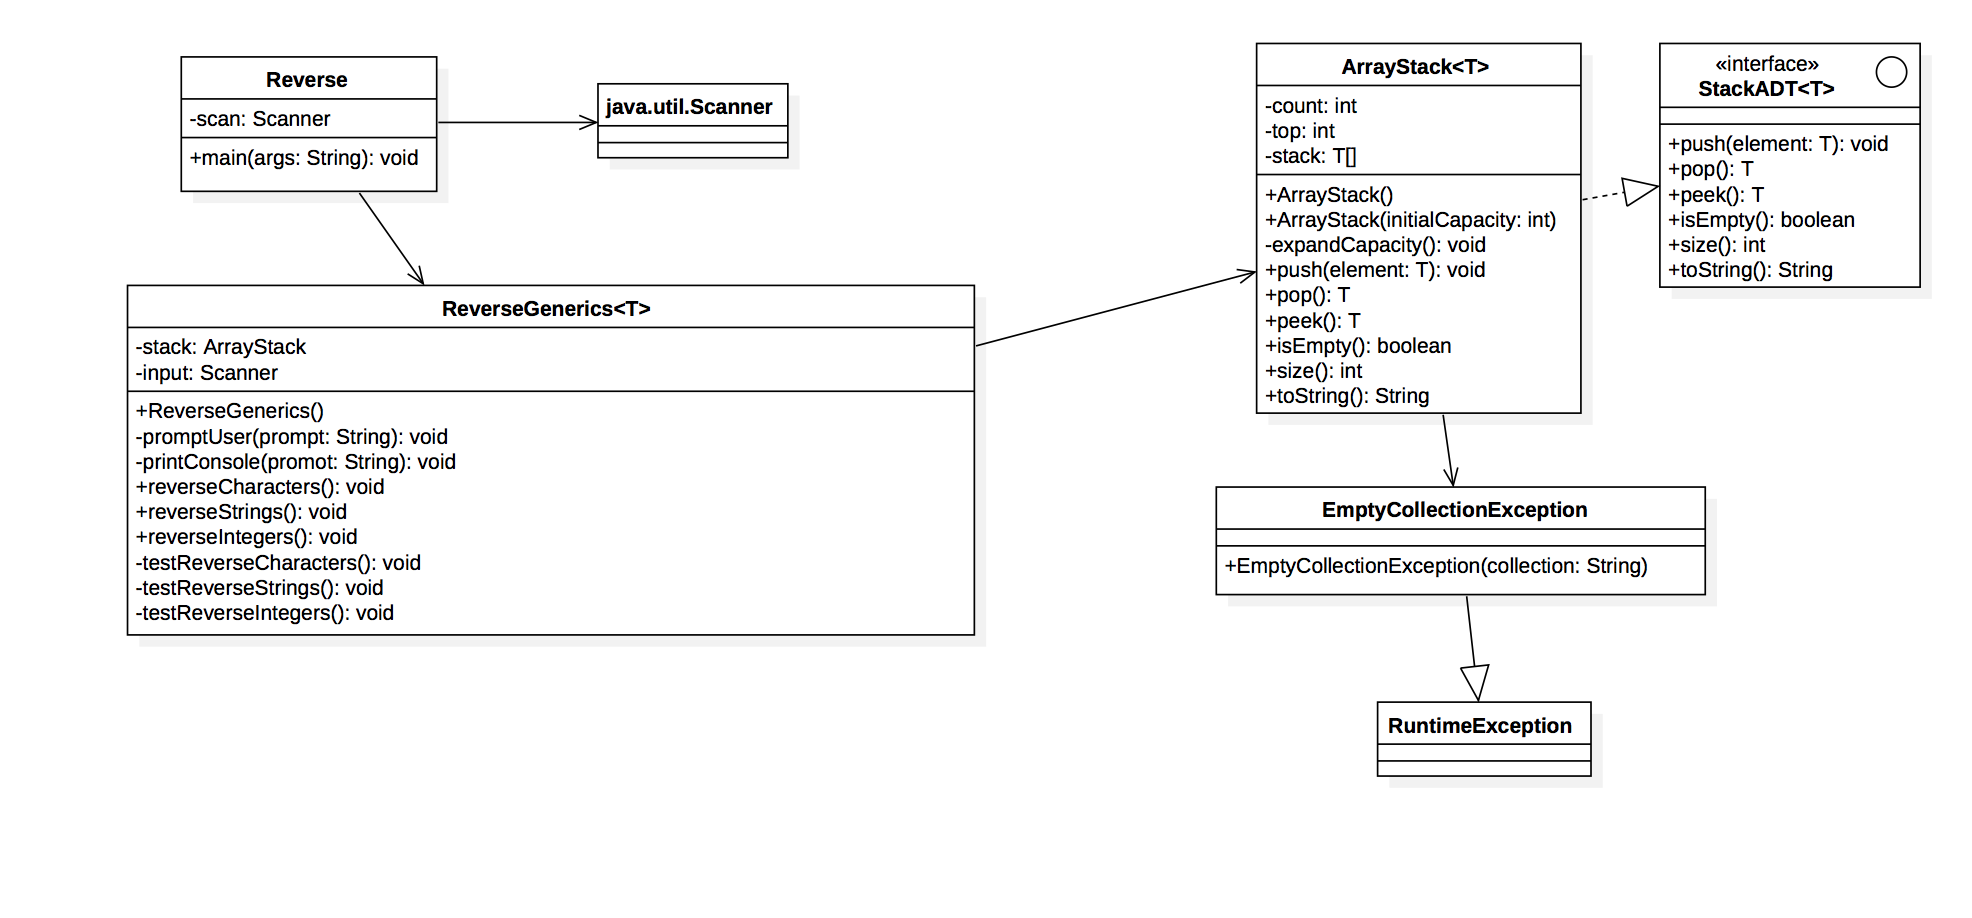 Reverse
-scan: Scanner
+main(args: String): void
java.util.Scanner
ReverseGenerics<T>
-stack: ArrayStack
-input: Scanner
+ReverseGenerics()
-promptUser(prompt: String): void
-printConsole(promot: String): void
+reverseCharacters(): void
+reverseStrings(): void
+reverseIntegers(): void
-testReverseCharacters(): void
-testReverseStrings(): void
-testReverseIntegers(): void
ArrayStack<T>
-count: int
-top: int
-stack: T[]
+ArrayStack()
+ArrayStack(initialCapacity: int)
-expandCapacity(): void
+push(element: T): void
+pop(): T
+peek(): T
+isEmpty(): boolean
+size(): int
+toString(): String
«interface»
StackADT<T>
+push(element: T): void
+pop(): T
+peek(): T
+isEmpty(): boolean
+size(): int
+toString(): String
EmptyCollectionException
+EmptyCollectionException(collection: String)
RuntimeException